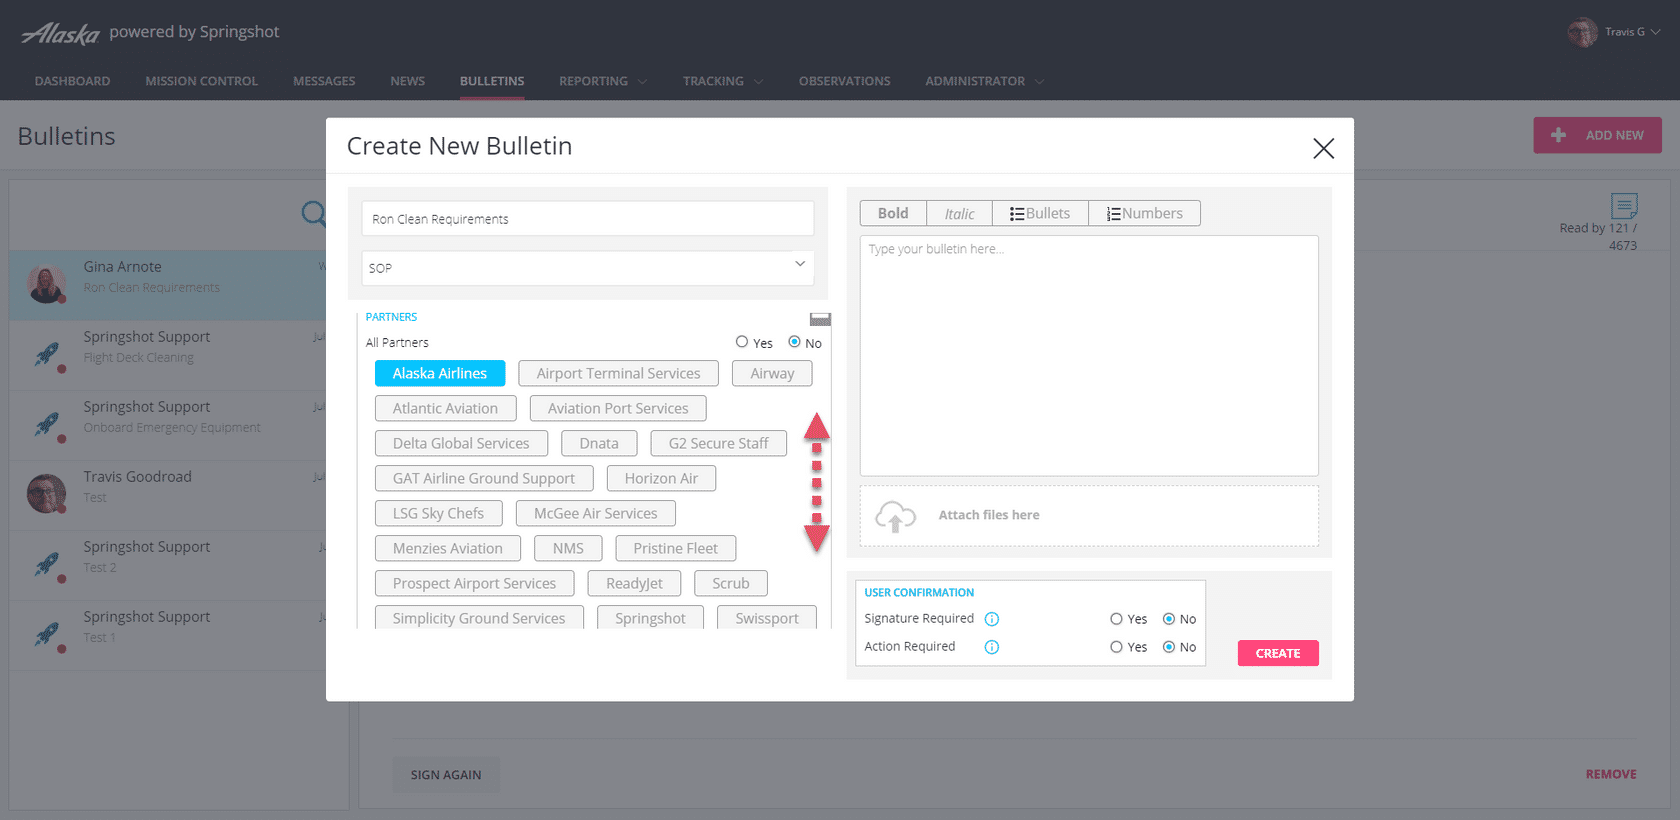 Alaska powered by Springshot
Travis G
DASHBOARD MISSION CONTROL MESSAGES NEWS BULLETINS REPORTING TRACKING OBSERVATIONS ADMINISTRATOR
Bulletins
ADD NEW
Create New Bulletin
Ron Clean Requirements
SOP
PARTNERS
All Partners Yes No
Alaska Airlines Airport Terminal Services Airway
Atlantic Aviation Aviation Port Services
Delta Global Services Dnata G2 Secure Staff
GAT Airline Ground Support Horizon Air
LSG Sky Chefs McGee Air Services
Menzies Aviation NMS Pristine Fleet
Prospect Airport Services ReadyJet Scrub
Simplicity Ground Services Springshot Swissport
Bold Italic Bullets Numbers
Type your bulletin here...
Attach files here
USER CONFIRMATION
Signature Required Yes No
Action Required Yes No
CREATE
Gina Arnote
Ron Clean Requirements
Springshot Support
Flight Deck Cleaning
Springshot Support
Onboard Emergency Equipment
Travis Goodroad
Test
Springshot Support
Test 2
Springshot Support
Test 1
Read by 121 /
4673
SIGN AGAIN
REMOVE